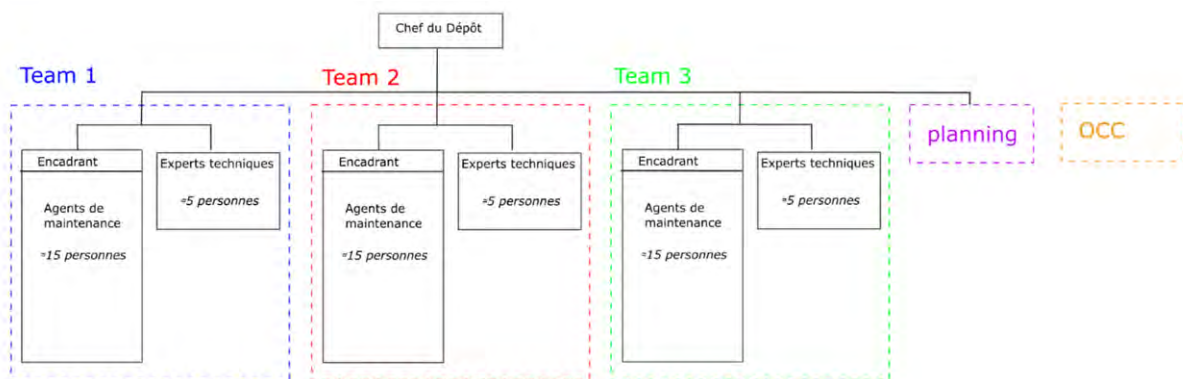 Chef du Dépôt
Team 1
Team 2
Team 3
planning
OCC
Encadrant
Agents de
maintenance
≈15 personnes
Experts techniques
≈5 personnes
Encadrant
Agents de
maintenance
≈15 personnes
Experts techniques
≈5 personnes
Encadrant
Agents de
maintenance
≈15 personnes
Experts techniques
≈5 personnes